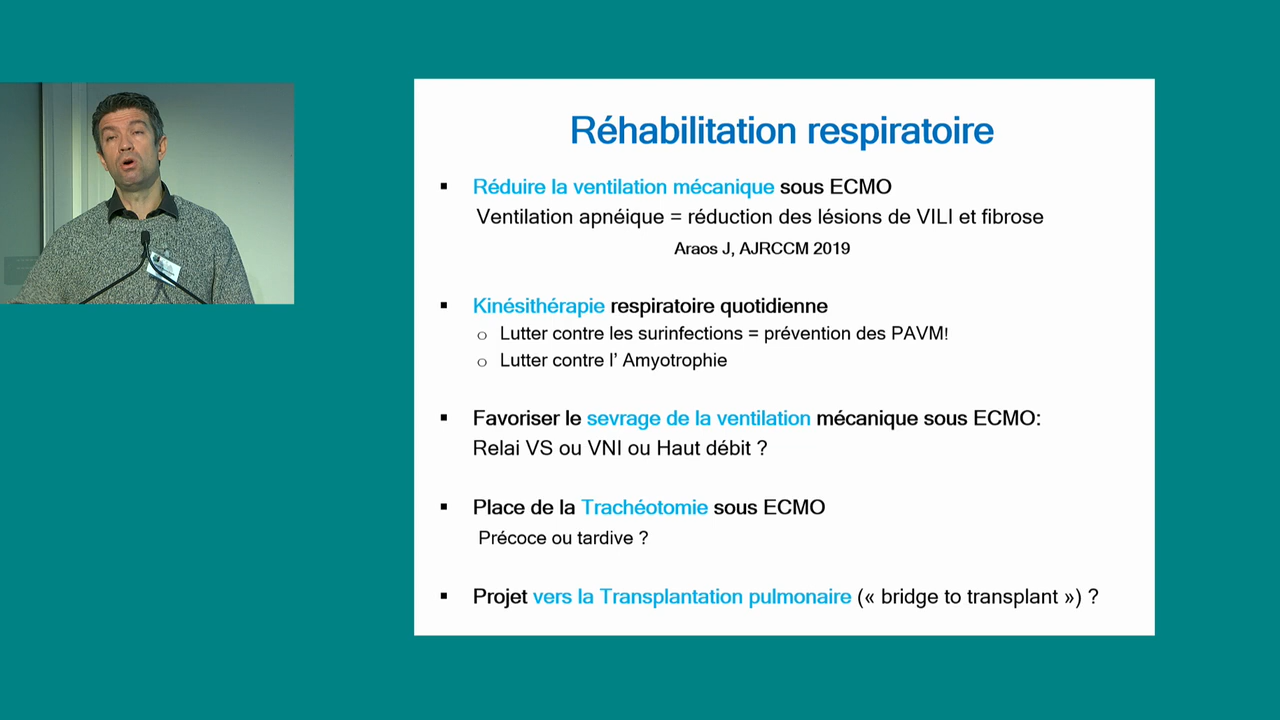 Réhabilitation respiratoire
▪ Réduire la ventilation mécanique sous ECMO
Ventilation apnéique = réduction des lésions de VILI et fibrose
Araos J, AJRCCM 2019
▪ Kinésithérapie respiratoire quotidienne
o Lutter contre les surinfections = prévention des PAVM!
o Lutter contre l’ Amyotrophie
▪ Favoriser le sevrage de la ventilation mécanique sous ECMO:
Relai VS ou VNI ou Haut débit ?
▪ Place de la Trachéotomie sous ECMO
Précoce ou tardive ?
▪ Projet vers la Transplantation pulmonaire (« bridge to transplant ») ?